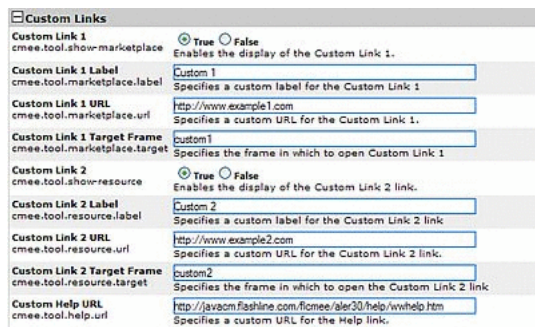 Custom Links
Custom Link 1
cmee.tool.show-marketplace
True False
Enables the display of the Custom Link 1.
Custom Link 1 Label
cmee.tool.marketplace.label
Custom 1
Specifies a custom label for the Custom Link 1
Custom Link 1 URL
cmee.tool.marketplace.url
http://www.example1.com
Specifies a custom URL for the Custom Link 1.
Custom Link 1 Target Frame
cmee.tool.marketplace.target
custom1
Specifies the frame in which to open Custom Link 1
Custom Link 2
cmee.tool.show-resource
True False
Enables the display of the Custom Link 2 link.
Custom Link 2 Label
cmee.tool.resource.label
Custom 2
Specifies a custom label for the Custom Link 2 link
Custom Link 2 URL
cmee.tool.resource.url
http://www.example2.com
Specifies a custom URL for the Custom Link 2 link.
Custom Link 2 Target Frame
cmee.tool.resource.target
custom2
Specifies the frame in which to open the Custom Link 2 link
Custom Help URL
cmee.tool.help.url
http://javacm.flashline.com/flcmee/aler30/help/wwhelp.htm
Specifies a custom URL for the Help link.